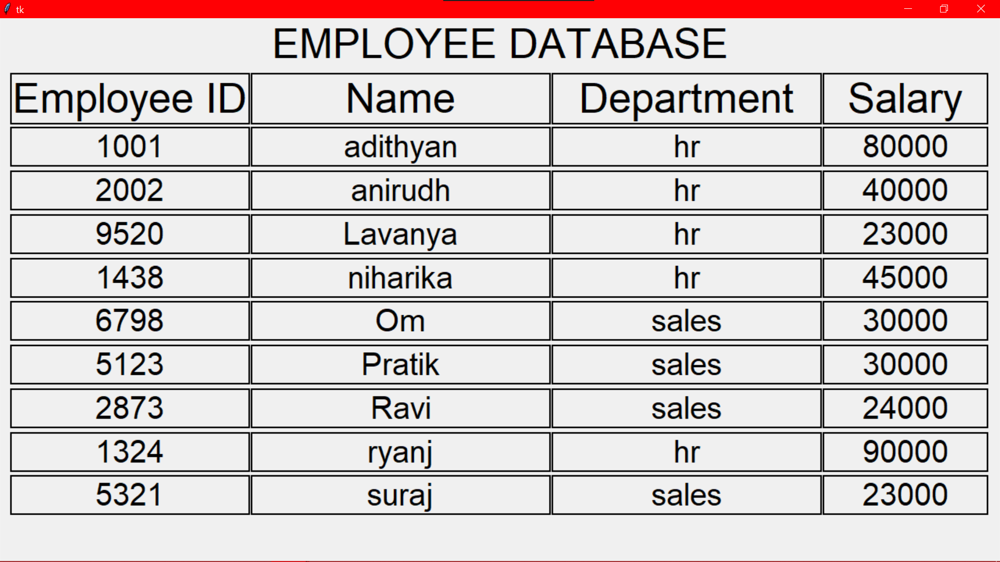 tk
EMPLOYEE DATABASE
Employee ID Name Department Salary
1001 adithyan hr 80000
2002 anirudh hr 40000
9520 Lavanya hr 23000
1438 niharika hr 45000
6798 Om sales 30000
5123 Pratik sales 30000
2873 Ravi sales 24000
1324 ryanj hr 90000
5321 suraj sales 23000